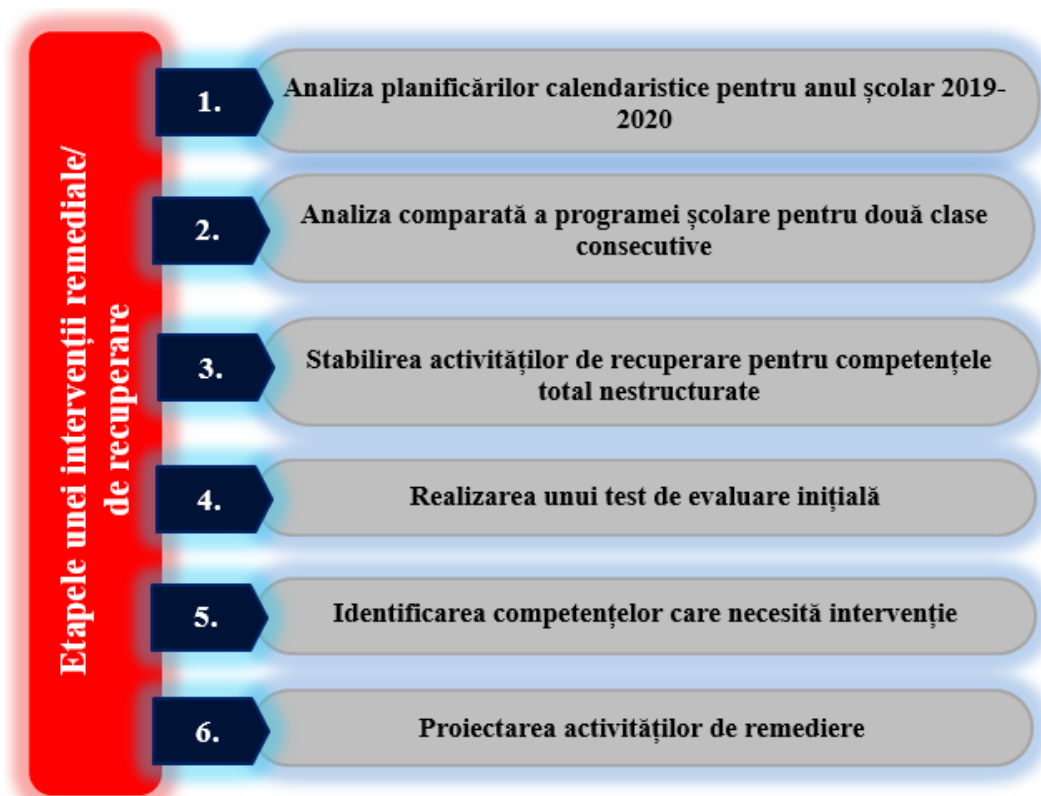 Etapele unei intervenții remediale/
de recuperare
1.
Analiza planificărilor calendaristice pentru anul școlar 2019-
2020
2.
Analiza comparată a programei școlare pentru două clase
consecutive
3.
Stabilirea activităților de recuperare pentru competențele
total nestructurate
4.
Realizarea unui test de evaluare inițială
5.
Identificarea competențelor care necesită intervenție
6.
Proiectarea activităților de remediere